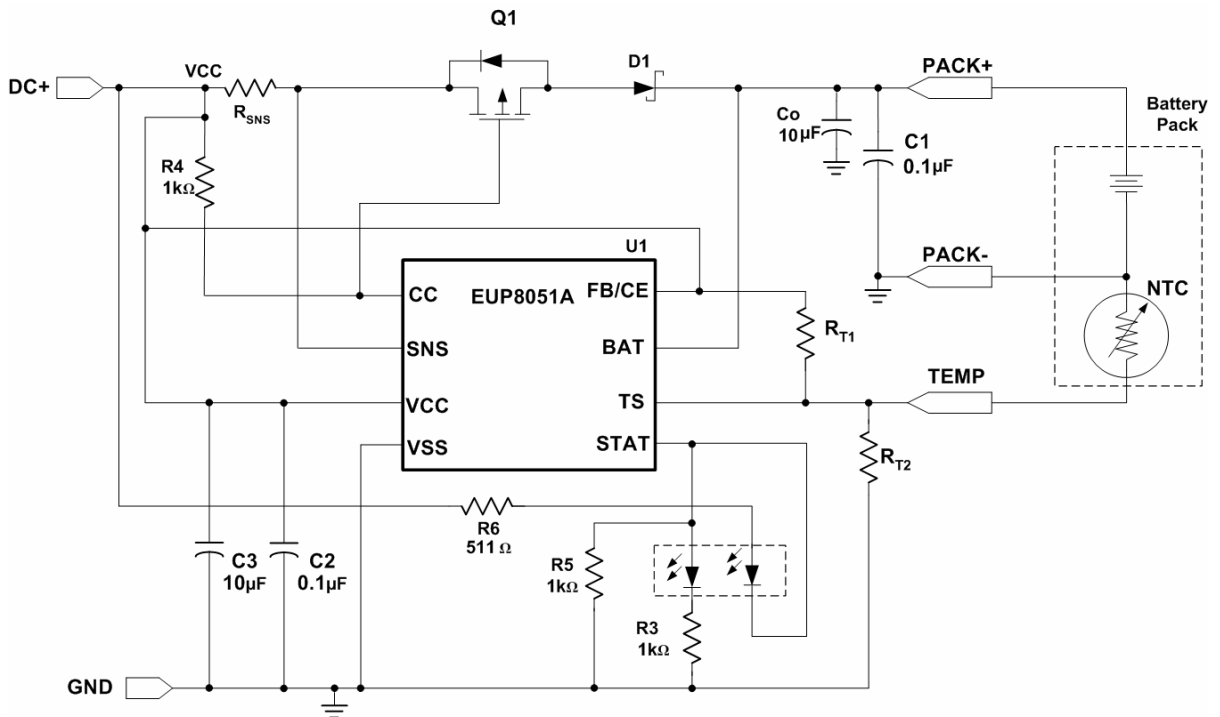 Q1
DC+
VCC
R_SNS
D1
PACK+
Battery
Pack
Co
10µF
C1
0.1µF
R4
1kΩ
U1
PACK-
EUP8051A
CC
FB/CE
NTC
R_T1
SNS
BAT
TEMP
VCC
TS
VSS
STAT
R_T2
R6
511 Ω
C3
10µF
C2
0.1µF
R5
1kΩ
R3
1kΩ
GND